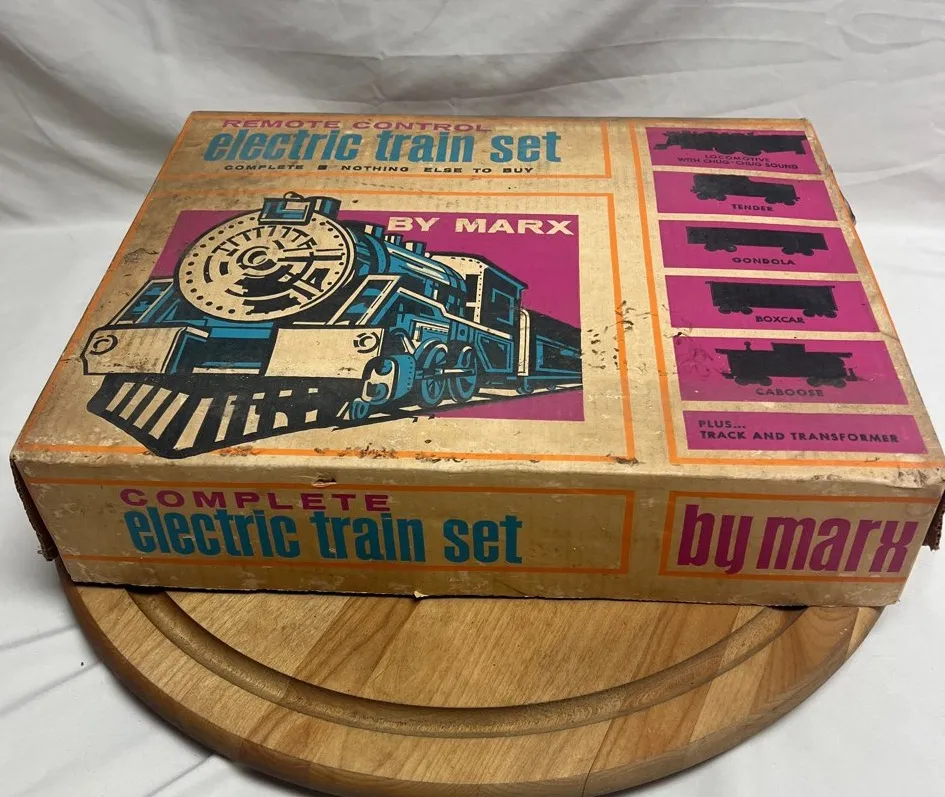 REMOTE CONTROL
electric train set
COMPLETE - NOTHING ELSE TO BUY
BY MARX
LOCOMOTIVE
WITH CHUG-CHUG SOUND
TENDER
GONDOLA
BOXCAR
CABOOSE
PLUS...
TRACK AND TRANSFORMER
COMPLETE
electric train set
by marx